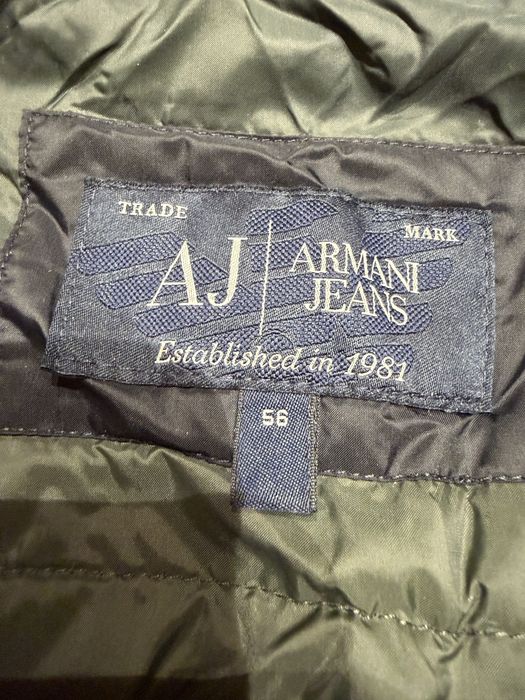 TRADE MARK
AJ ARMANI
JEANS
Established in 1981
56